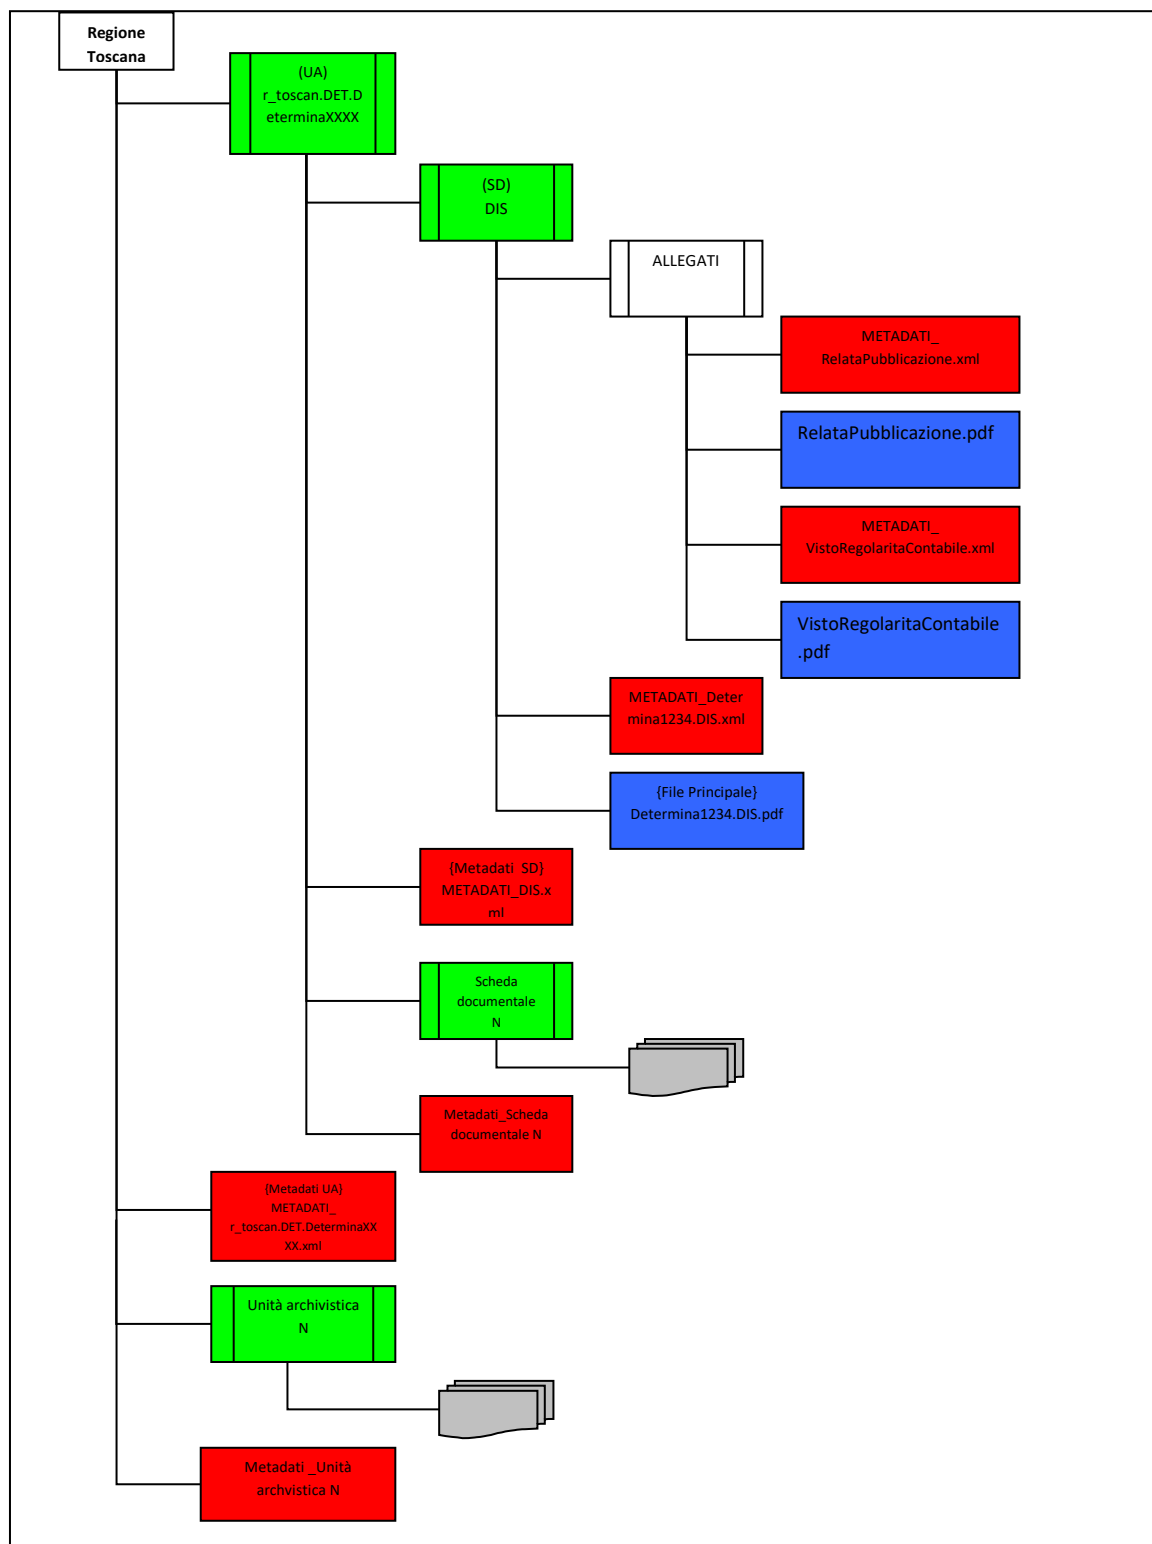 Regione
Toscana
(UA)
r_toscan.DET.D
eterminaXXXX
(SD)
DIS
ALLEGATI
METADATI_
RelataPubblicazione.xml
RelataPubblicazione.pdf
METADATI_
VistoRegolaritaContabile.xml
VistoRegolaritaContabile
.pdf
METADATI_Deter
mina1234.DIS.xml
{File Principale}
Determina1234.DIS.pdf
{Metadati SD}
METADATI_DIS.x
ml
Scheda
documentale
N
Metadati_Scheda
documentale N
{Metadati UA}
METADATI_
r_toscan.DET.DeterminaXX
XX.xml
Unità archivistica
N
Metadati _Unità
archvistica N